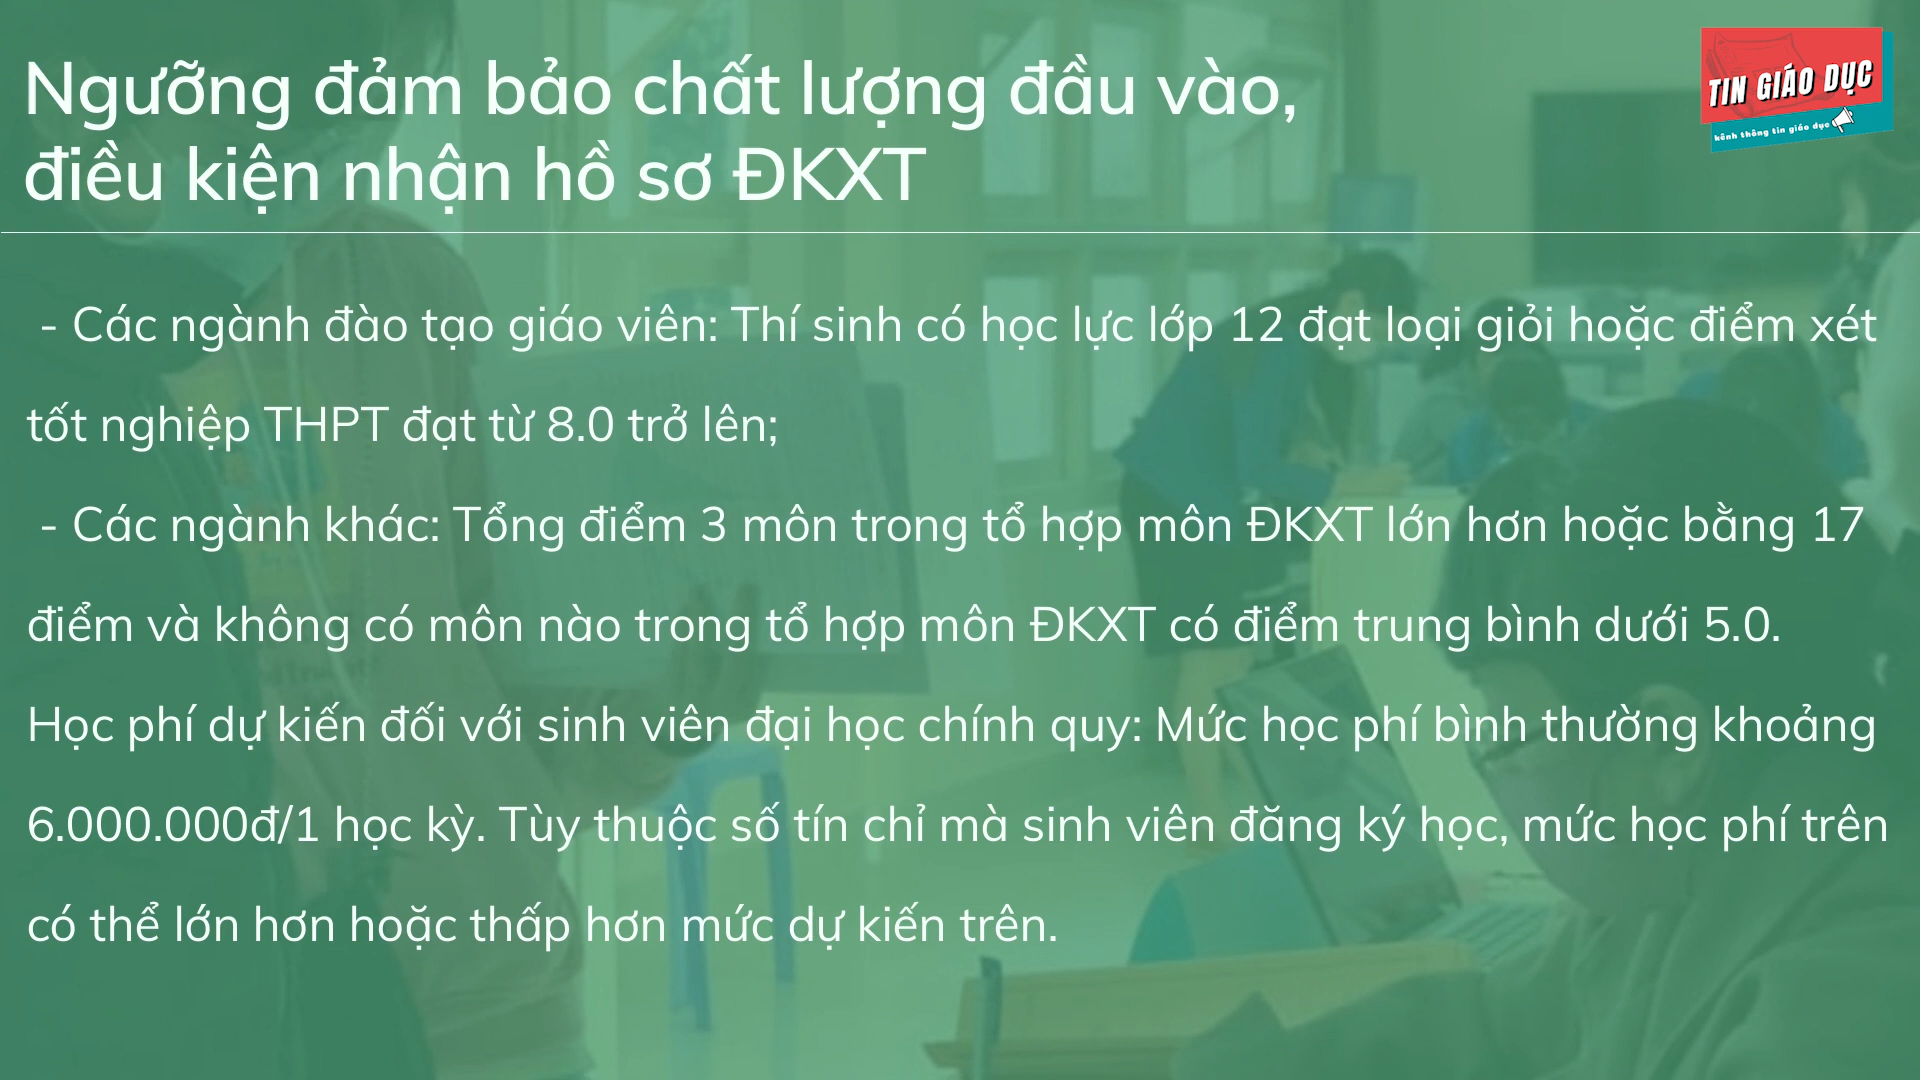 Ngưỡng đảm bảo chất lượng đầu vào,
điều kiện nhận hồ sơ ĐKXT
TIN GIÁO DỤC
kênh thông tin giáo dục
- Các ngành đào tạo giáo viên: Thí sinh có học lực lớp 12 đạt loại giỏi hoặc điểm xét
tốt nghiệp THPT đạt từ 8.0 trở lên;
- Các ngành khác: Tổng điểm 3 môn trong tổ hợp môn ĐKXT lớn hơn hoặc bằng 17
điểm và không có môn nào trong tổ hợp môn ĐKXT có điểm trung bình dưới 5.0.
Học phí dự kiến đối với sinh viên đại học chính quy: Mức học phí bình thường khoảng
6.000.000đ/1 học kỳ. Tùy thuộc số tín chỉ mà sinh viên đăng ký học, mức học phí trên
có thể lớn hơn hoặc thấp hơn mức dự kiến trên.